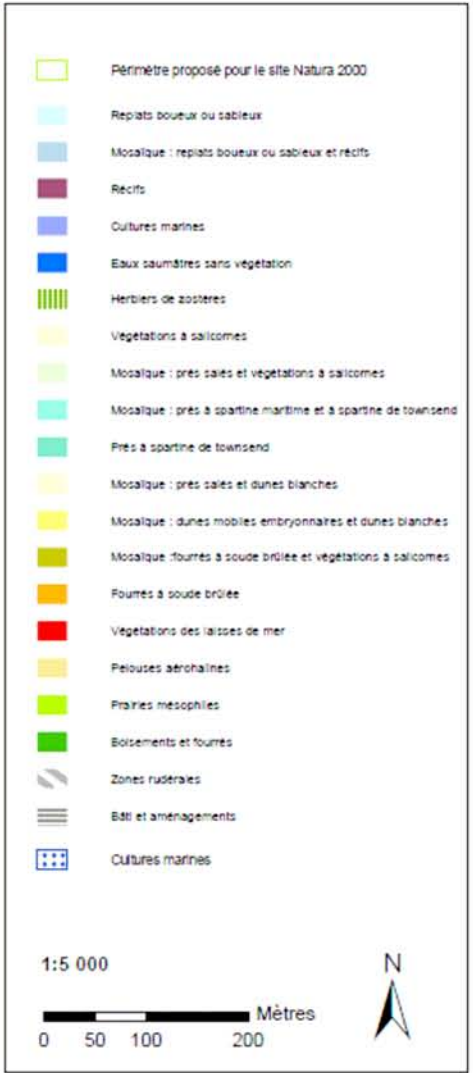 Périmètre proposé pour le site Natura 2000
Replats boueux ou sableux
Mosaïque : replats boueux ou sableux et récifs
Récifs
Cultures marines
Eaux saumâtres sans végétation
Herbiers de zostères
Végétations à salicornes
Mosaïque : prés salés et végétations à salicornes
Mosaïque : prés à spartine maritime et à spartine de townsend
Prés à spartine de townsend
Mosaïque : prés salés et dunes blanches
Mosaïque : dunes mobiles embryonnaires et dunes blanches
Mosaïque :fourrés à soude brûlée et végétations à salicornes
Fourrés à soude brûlée
Végétations des laisses de mer
Pelouses aérohalines
Prairies mésophiles
Boisements et fourrés
Zones rudérales
Bâti et aménagements
Cultures marines
1:5 000
N
Mètres
0 50 100 200